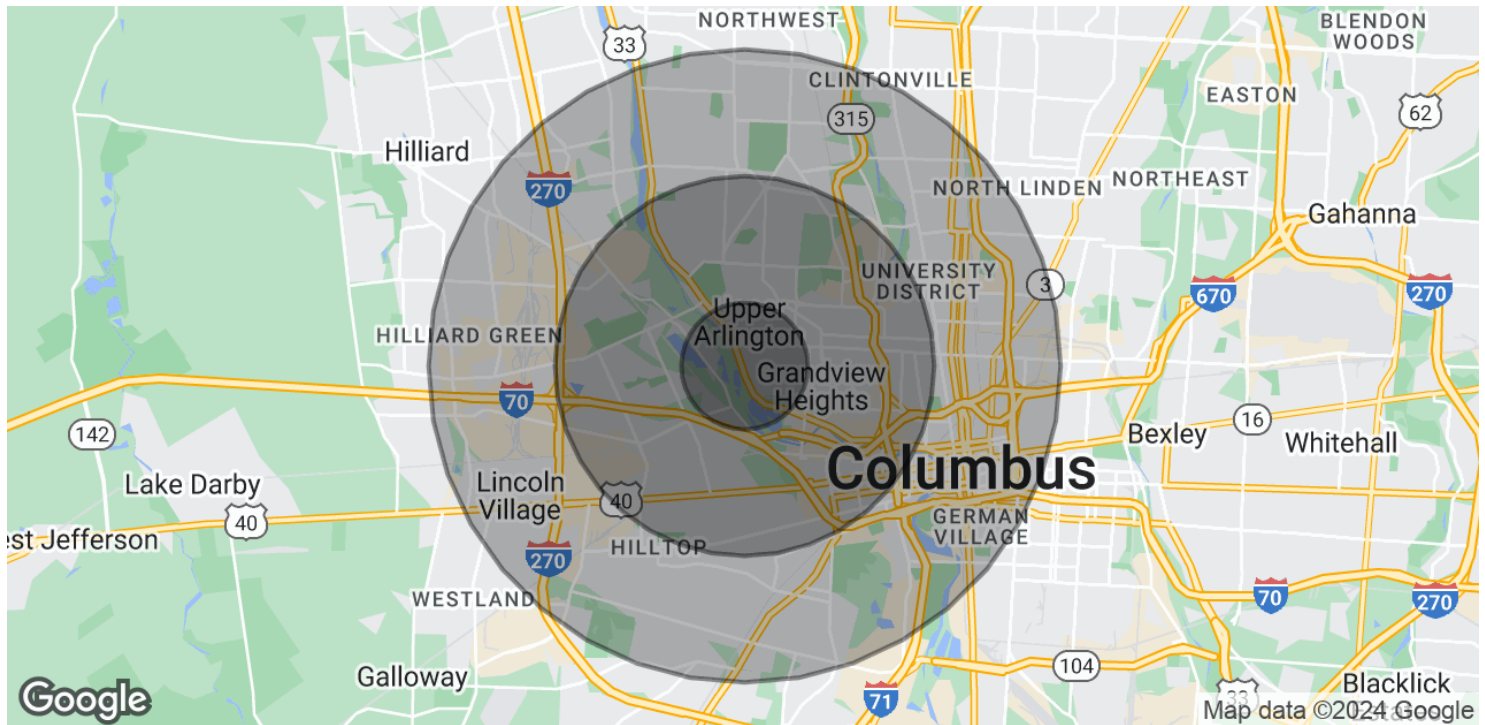 NORTHWEST
BLENDON
WOODS
33
CLINTONVILLE
EASTON
62
315
Hilliard
270
NORTH LINDEN
NORTHEAST
Gahanna
UNIVERSITY
DISTRICT
3
670
270
Upper
Arlington
HILLIARD GREEN
Grandview
Heights
70
142
16
Bexley
Whitehall
Columbus
Lake Darby
Lincoln
Village
40
40
est Jefferson
GERMAN
VILLAGE
HILLTOP
270
WESTLAND
70
270
Galloway
104
71
33
Blacklick
Google
Map data ©2024 Google